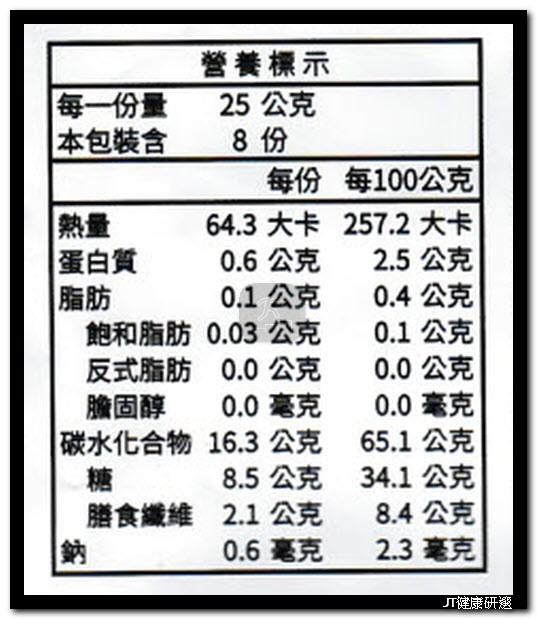 營養標示
每一份量 25 公克
本包裝含 8 份
每份 每100公克
熱量 64.3 大卡 257.2 大卡
蛋白質 0.6 公克 2.5 公克
脂肪 0.1 公克 0.4 公克
飽和脂肪 0.03 公克 0.1 公克
反式脂肪 0.0 公克 0.0 公克
膽固醇 0.0 毫克 0.0 毫克
碳水化合物 16.3 公克 65.1 公克
糖 8.5 公克 34.1 公克
膳食纖維 2.1 公克 8.4 公克
鈉 0.6 毫克 2.3 毫克
JT健康研選